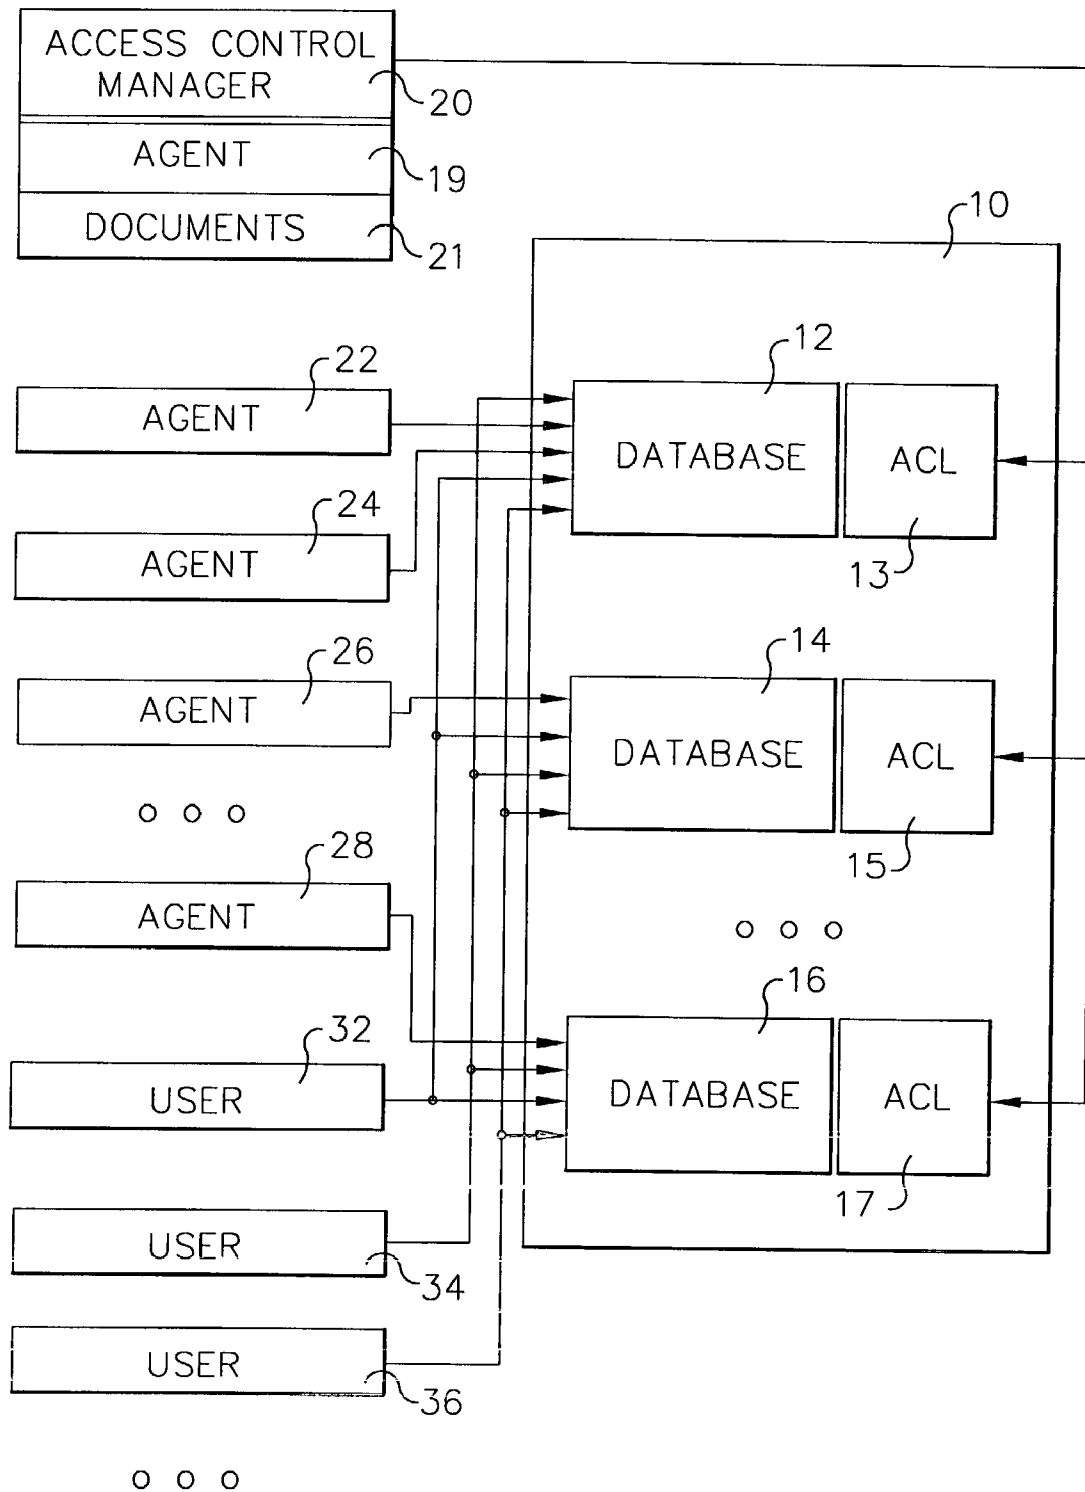 ACCESS CONTROL
MANAGER
20
AGENT
19
DOCUMENTS
21
10
22
AGENT
12
DATABASE
ACL
13
24
AGENT
26
AGENT
14
DATABASE
ACL
15
28
AGENT
16
DATABASE
ACL
17
32
USER
USER
34
USER
36